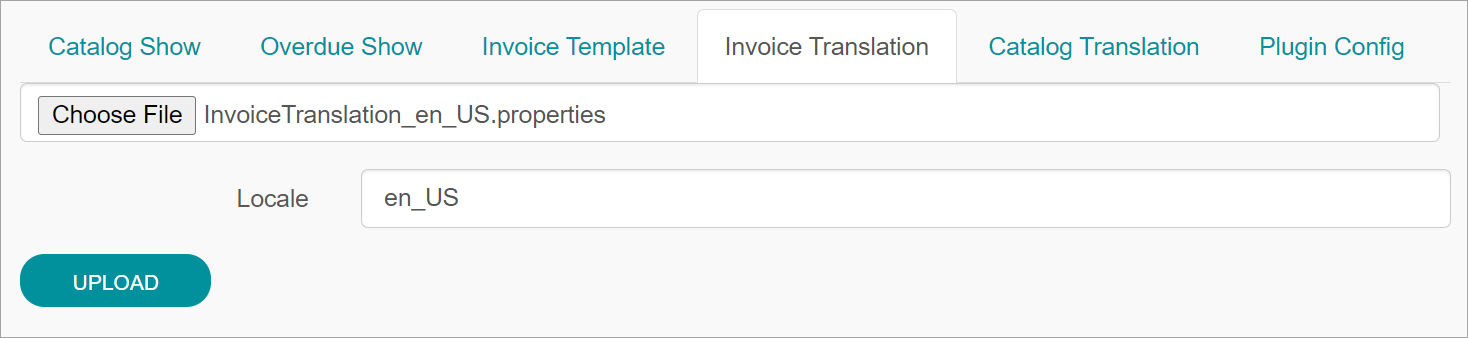 Catalog Show Overdue Show Invoice Template Invoice Translation Catalog Translation Plugin Config
Choose File InvoiceTranslation_en_US.properties
Locale en_US
UPLOAD